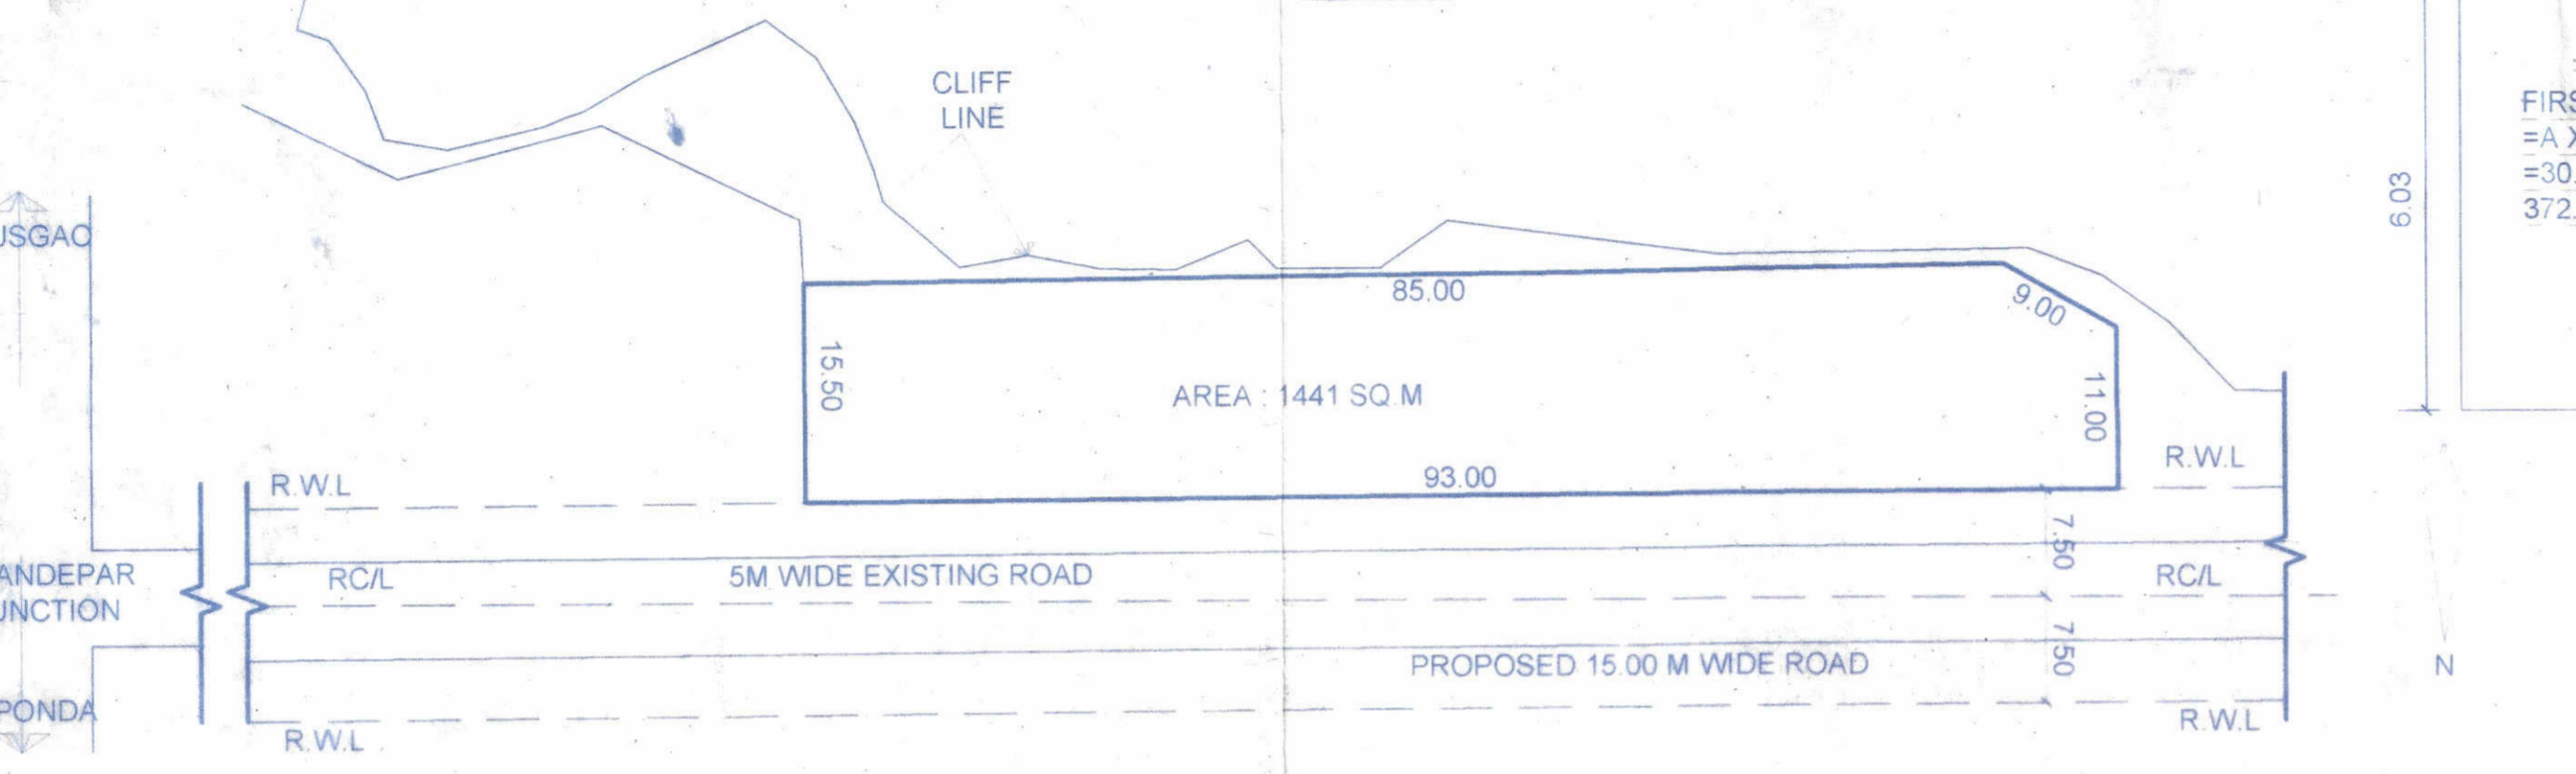 CLIFF
LINE
FIRS
=A X
=30.
372.
6.03
USGAO
85.00
9.00
15.50
AREA : 1441 SQ.M
11.00
93.00
R.W.L
R.W.L
7.50
ANDEPAR
UNCTION
RC/L
5M WIDE EXISTING ROAD
RC/L
7.50
PROPOSED 15.00 M WIDE ROAD
N
PONDA
R.W.L
R.W.L